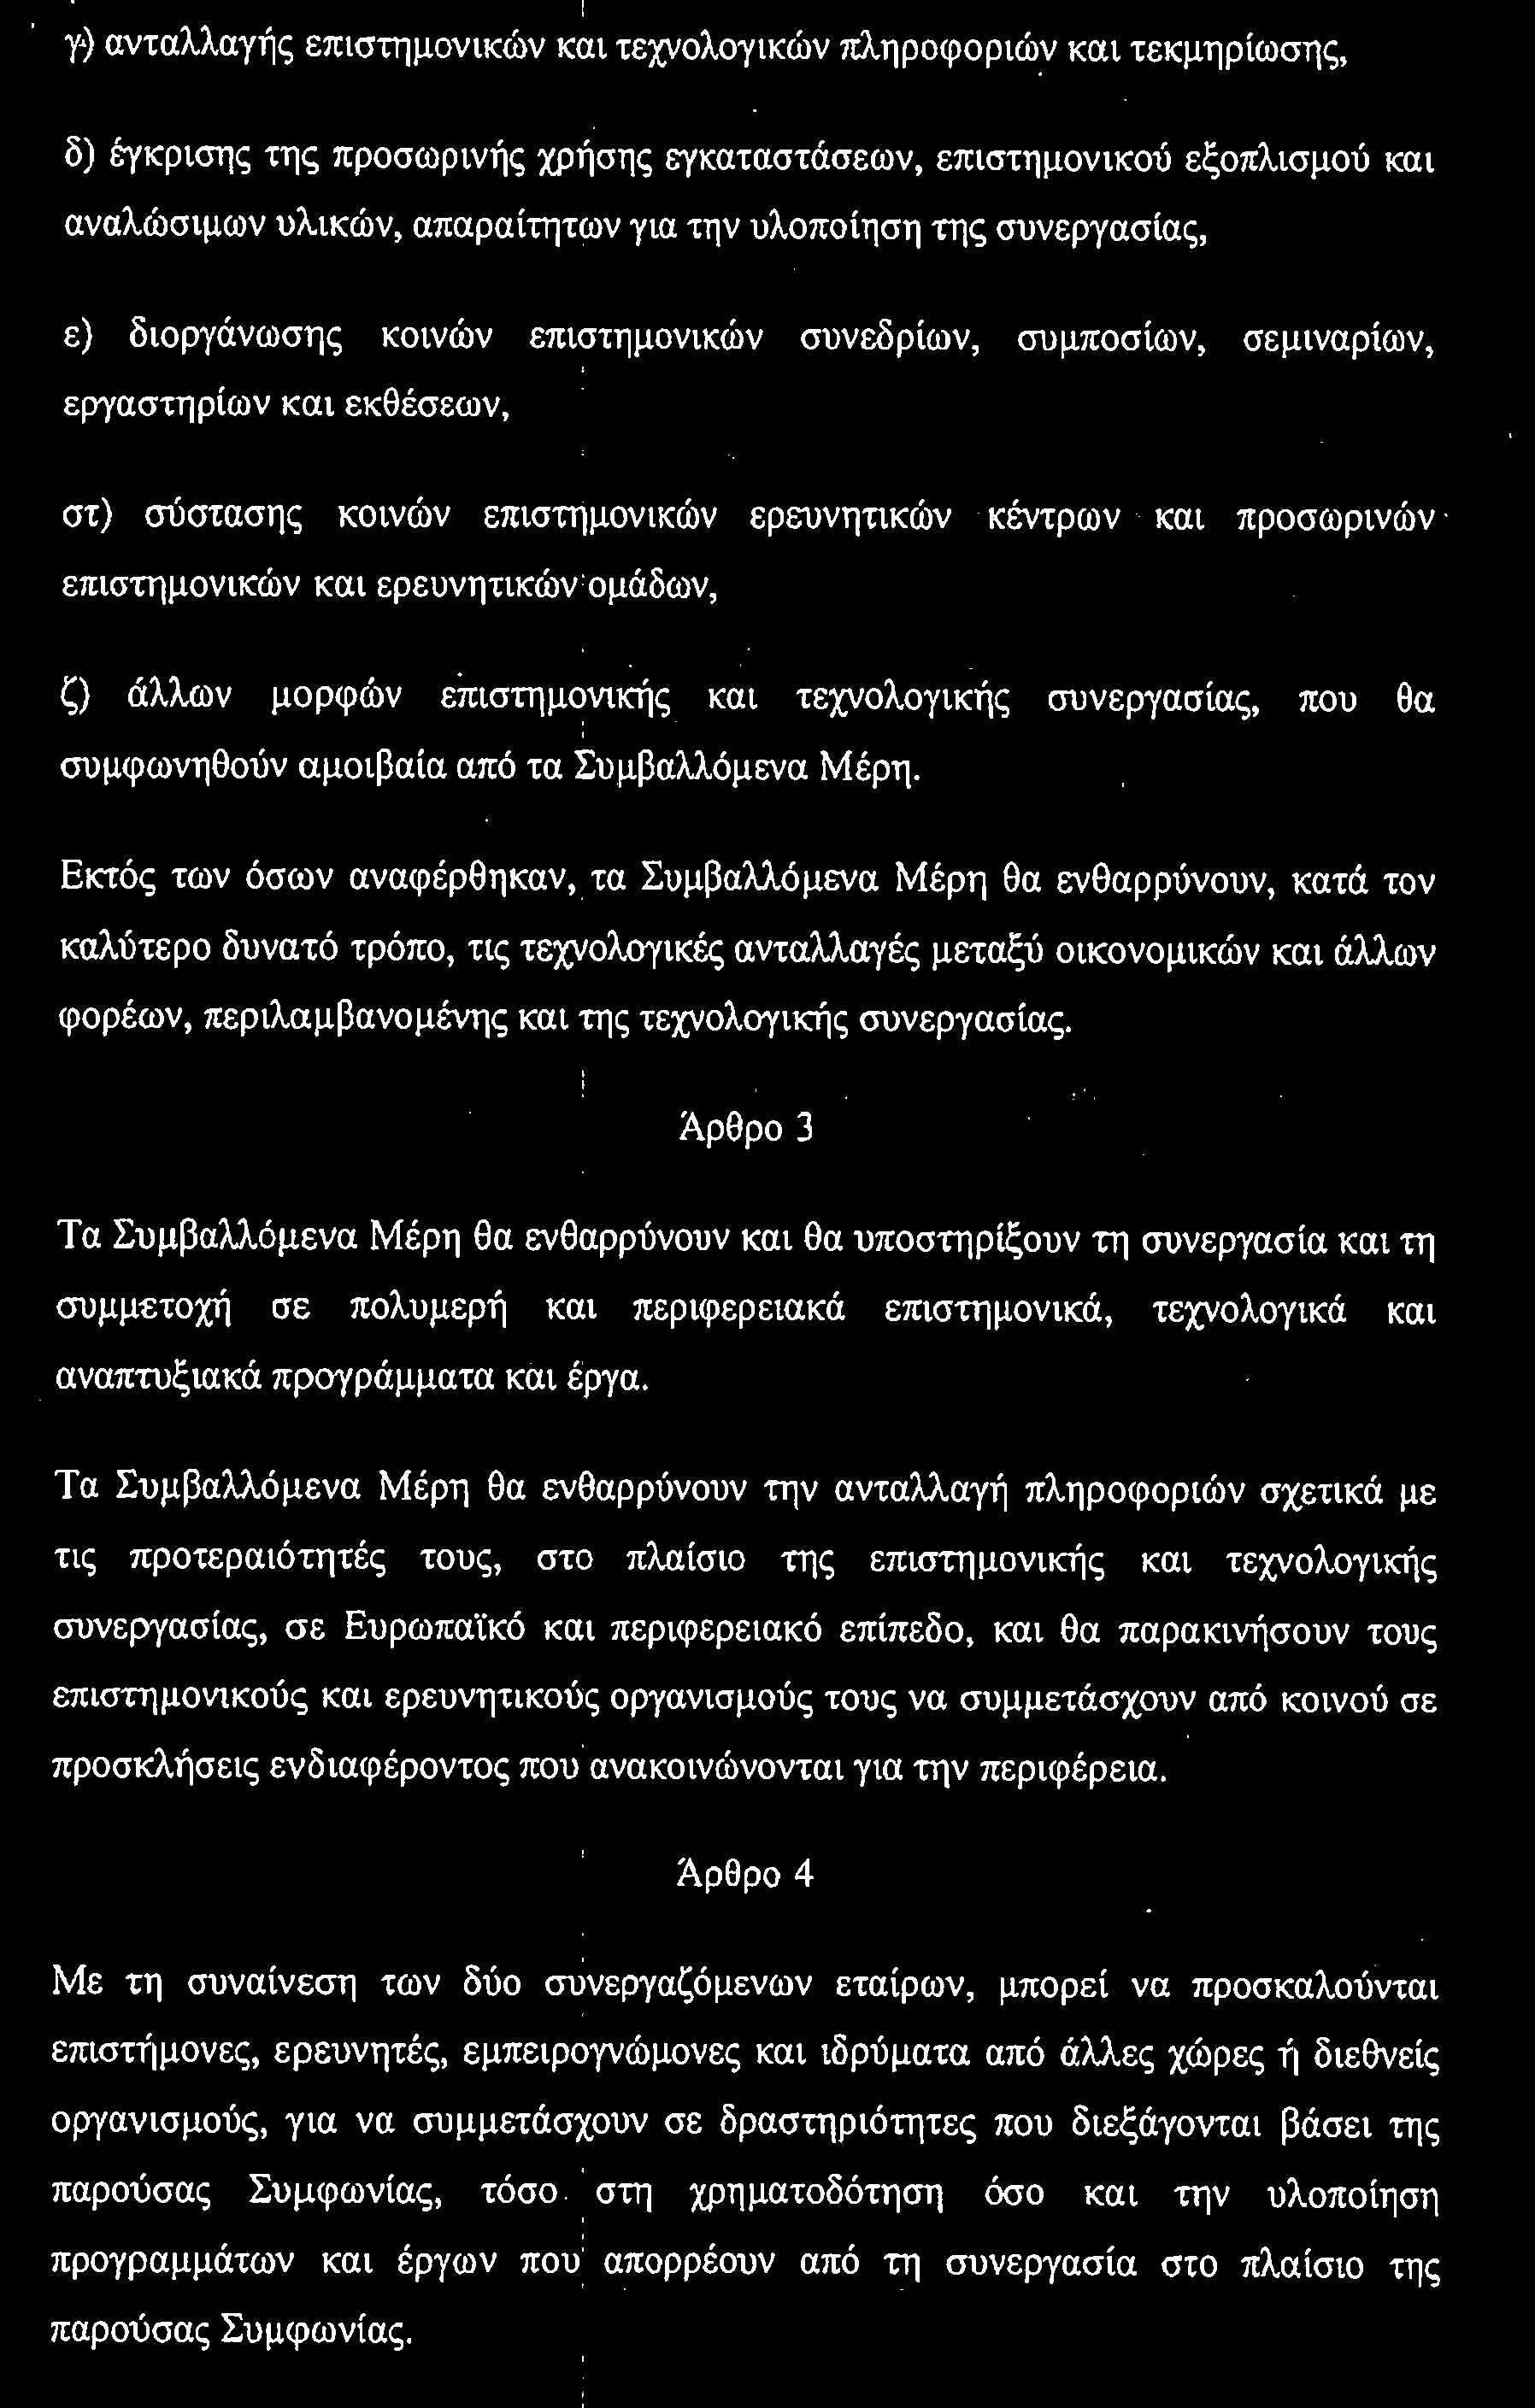 γ) ανταλλαγής επιστημονικών και τεχνολογικών πληροφοριών και τεκμηρίωσης,
δ) έγκρισης της προσωρινής χρήσης εγκαταστάσεων, επιστημονικού εξοπλισμού και
αναλώσιμων υλικών, απαραίτητων για την υλοποίηση της συνεργασίας,
ε) διοργάνωσης κοινών επιστημονικών συνεδρίων, συμποσίων, σεμιναρίων,
εργαστηρίων και εκθέσεων,
στ) σύστασης κοινών επιστημονικών ερευνητικών κέντρων και προσωρινών
επιστημονικών και ερευνητικών ομάδων,
ζ) άλλων μορφών επιστημονικής και τεχνολογικής συνεργασίας, που θα
συμφωνηθούν αμοιβαία από τα Συμβαλλόμενα Μέρη.
Εκτός των όσων αναφέρθηκαν, τα Συμβαλλόμενα Μέρη θα ενθαρρύνουν, κατά τον
καλύτερο δυνατό τρόπο, τις τεχνολογικές ανταλλαγές μεταξύ οικονομικών και άλλων
φορέων, περιλαμβανομένης και της τεχνολογικής συνεργασίας.
Άρθρο 3
Τα Συμβαλλόμενα Μέρη θα ενθαρρύνουν και θα υποστηρίξουν τη συνεργασία και τη
συμμετοχή σε πολυμερή και περιφερειακά επιστημονικά, τεχνολογικά και
αναπτυξιακά προγράμματα και έργα.
Τα Συμβαλλόμενα Μέρη θα ενθαρρύνουν την ανταλλαγή πληροφοριών σχετικά με
τις προτεραιότητές τους, στο πλαίσιο της επιστημονικής και τεχνολογικής
συνεργασίας, σε Ευρωπαϊκό και περιφερειακό επίπεδο, και θα παρακινήσουν τους
επιστημονικούς και ερευνητικούς οργανισμούς τους να συμμετάσχουν από κοινού σε
προσκλήσεις ενδιαφέροντος που ανακοινώνονται για την περιφέρεια.
Άρθρο 4
Με τη συναίνεση των δύο συνεργαζόμενων εταίρων, μπορεί να προσκαλούνται
επιστήμονες, ερευνητές, εμπειρογνώμονες και ιδρύματα από άλλες χώρες ή διεθνείς
οργανισμούς, για να συμμετάσχουν σε δραστηριότητες που διεξάγονται βάσει της
παρούσας Συμφωνίας, τόσο στη χρηματοδότηση όσο και την υλοποίηση
προγραμμάτων και έργων που απορρέουν από τη συνεργασία στο πλαίσιο της
παρούσας Συμφωνίας.